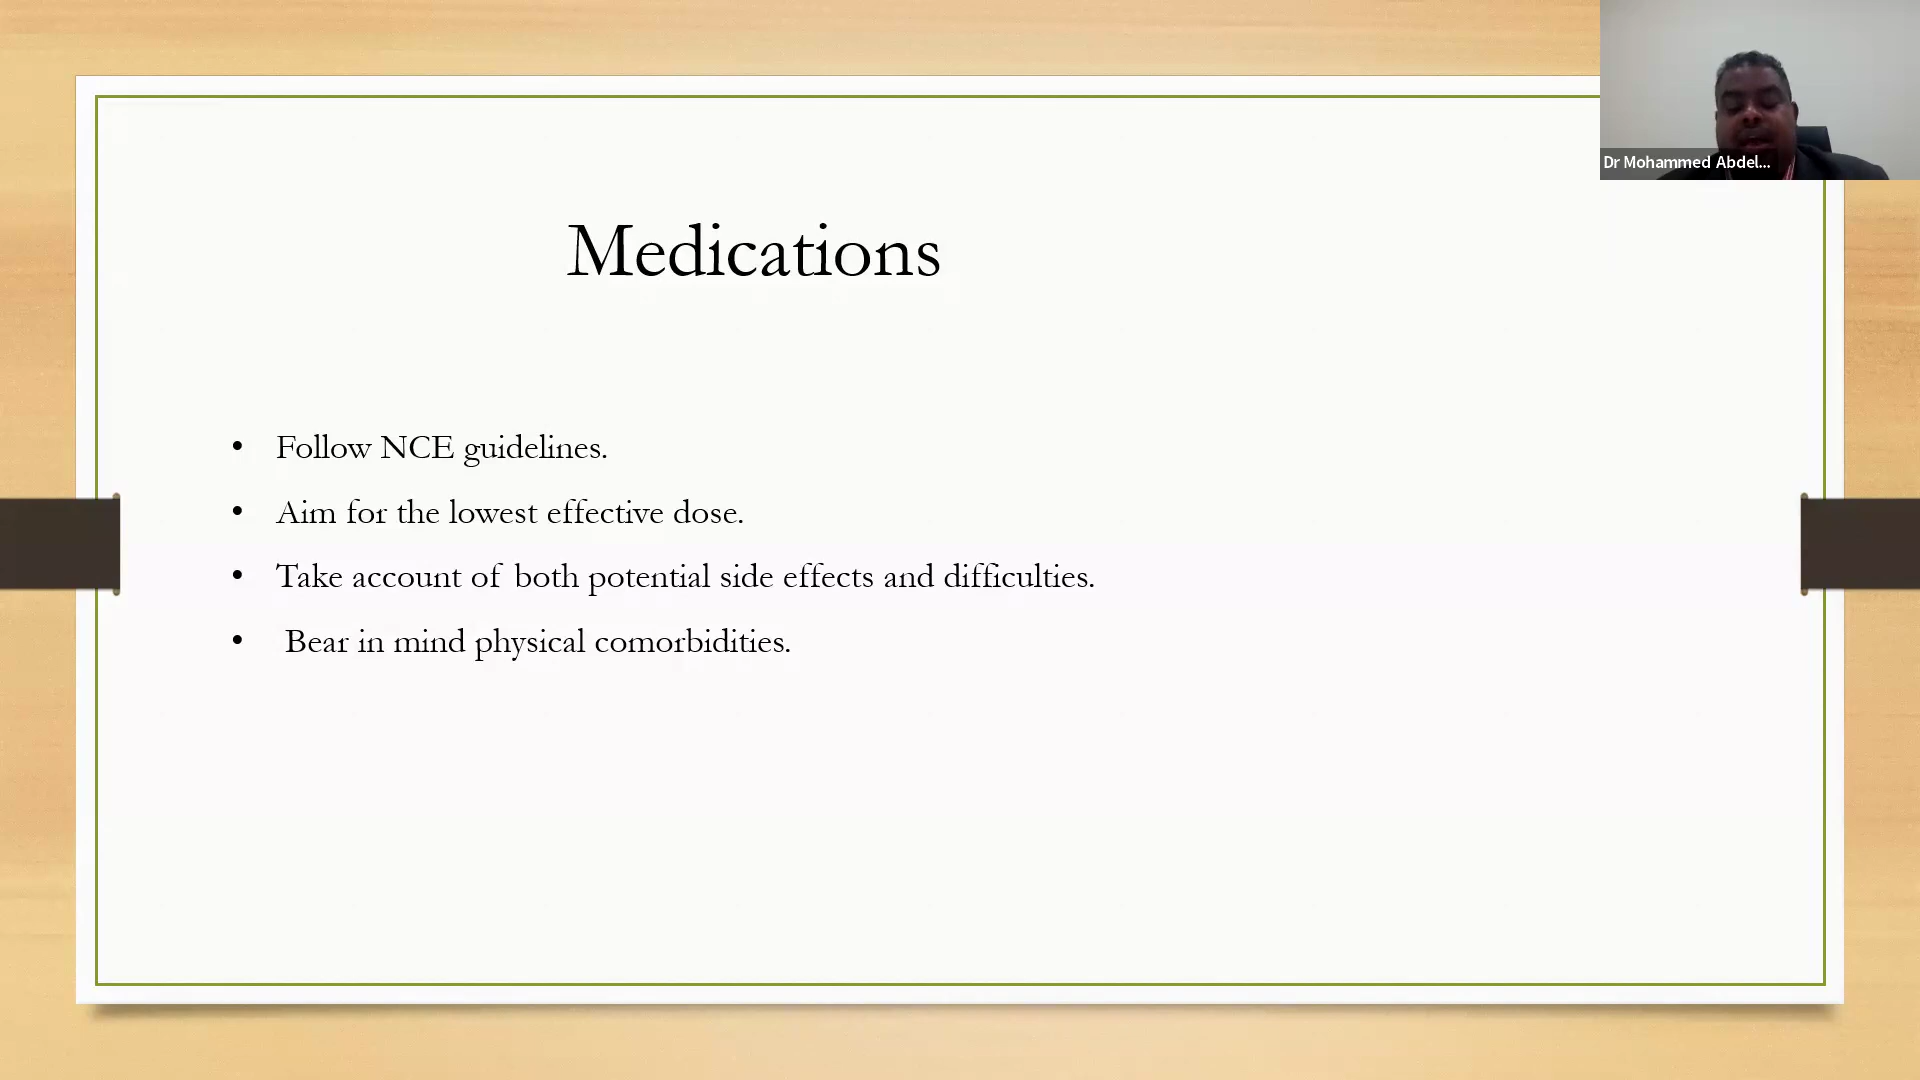 Dr Mohammed Abdel...
Medications
• Follow NCE guidelines.
• Aim for the lowest effective dose.
• Take account of both potential side effects and difficulties.
• Bear in mind physical comorbidities.